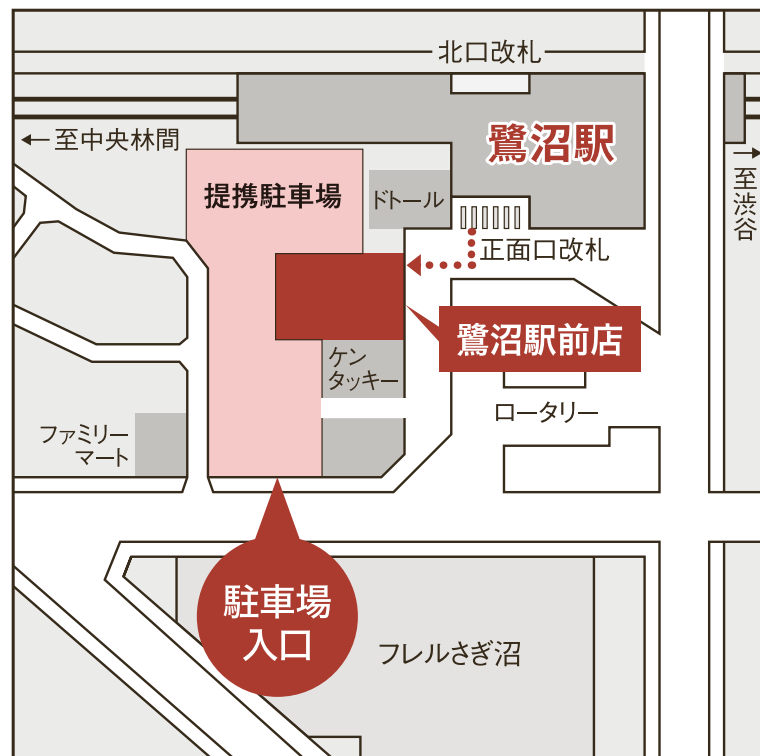 北口改札
←至中央林間
鷺沼駅
→
至渋谷
提携駐車場
ドトール
正面口改札
鷺沼駅前店
ケン
タッキー
ロータリー
ファミリー
マート
駐車場
入口
フレルさぎ沼